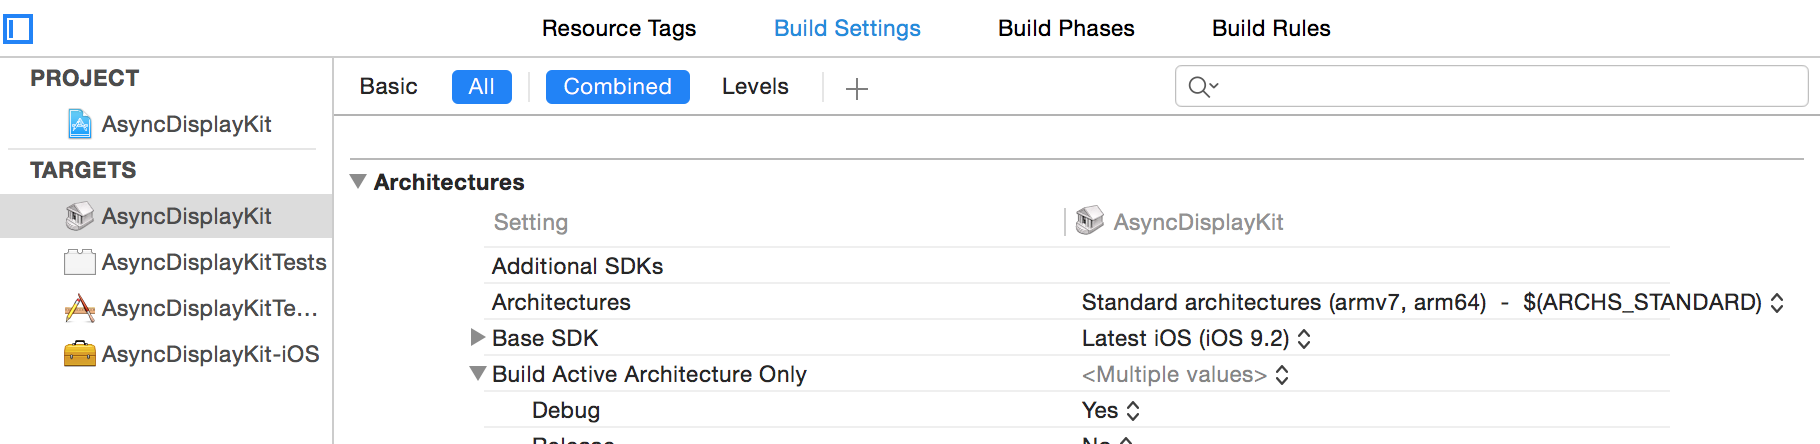 Resource Tags Build Settings Build Phases Build Rules
PROJECT
AsyncDisplayKit
TARGETS
AsyncDisplayKit
AsyncDisplayKitTests
AsyncDisplayKitTe...
AsyncDisplayKit-iOS
Basic All Combined Levels
Architectures
Setting AsyncDisplayKit
Additional SDKs
Architectures Standard architectures (armv7, arm64) - $(ARCHS_STANDARD)
Base SDK Latest iOS (iOS 9.2)
Build Active Architecture Only <Multiple values>
Debug Yes
Release No